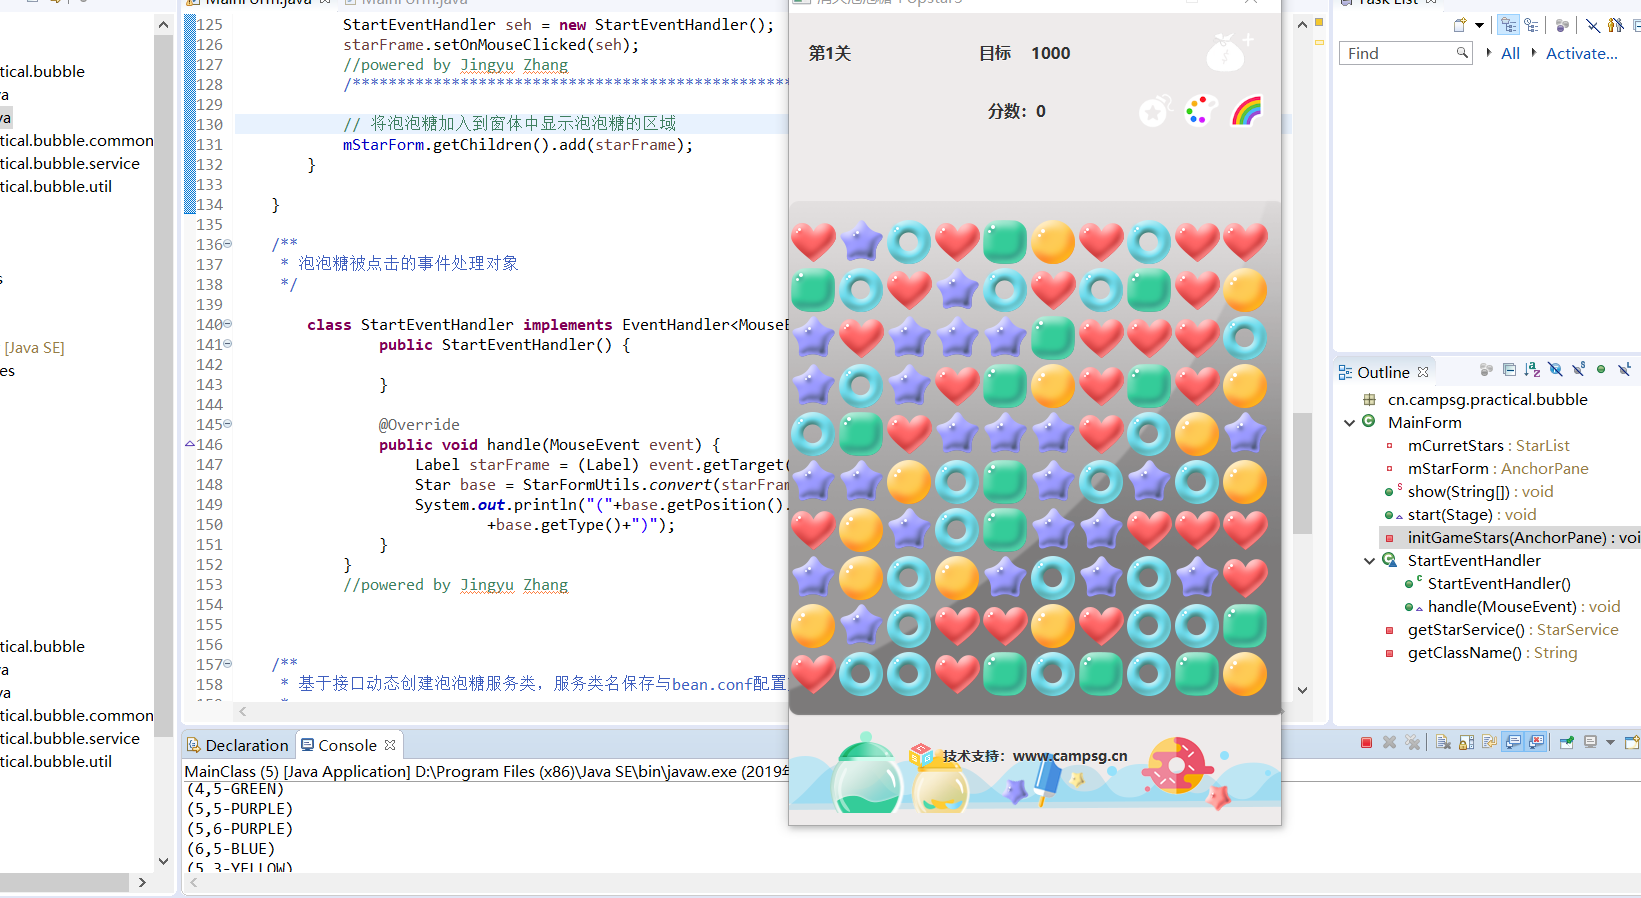 125 StartEventHandler seh = new StartEventHandler();
126 starFrame.setOnMouseClicked(seh);
127 //powered by Jingyu Zhang
128
129
130 // 将泡泡糖加入到窗体中显示泡泡糖的区域
131 mStarForm.getChildren().add(starFrame);
132 }
133
134 }
135
136 /**
137 * 泡泡糖被点击的事件处理对象
138 */
139
140 class StartEventHandler implements EventHandler<MouseE
141 public StartEventHandler() {
142
143 }
144
145 @Override
146 public void handle(MouseEvent event) {
147 Label starFrame = (Label) event.getTarget(
148 Star base = StarFormUtils.convert(starFram
149 System.out.println("("+base.getPosition().
150 +base.getType()+")");
151 }
152 }
153 //powered by Jingyu Zhang
154
155
156
157 /**
158 * 基于接口动态创建泡泡糖服务类，服务类名保存与bean.conf配置
tical.bubble
va
va
tical.bubble.common
tical.bubble.service
tical.bubble.util
s
[Java SE]
es
tical.bubble
va
va
tical.bubble.common
tical.bubble.service
tical.bubble.util
第1关
目标 1000
分数: 0
技术支持: www.campsg.cn
Task List
Find
All
Activate...
Outline
cn.campsg.practical.bubble
MainForm
mCurretStars : StarList
mStarForm : AnchorPane
show(String[]) : void
start(Stage) : void
initGameStars(AnchorPane) : voi
StartEventHandler
StartEventHandler()
handle(MouseEvent) : void
getStarService() : StarService
getClassName() : String
Declaration
Console
MainClass (5) [Java Application] D:\Program Files (x86)\Java SE\bin\javaw.exe (2019年
(4,5-GREEN)
(5,5-PURPLE)
(5,6-PURPLE)
(6,5-BLUE)
(5,3-YELLOW)